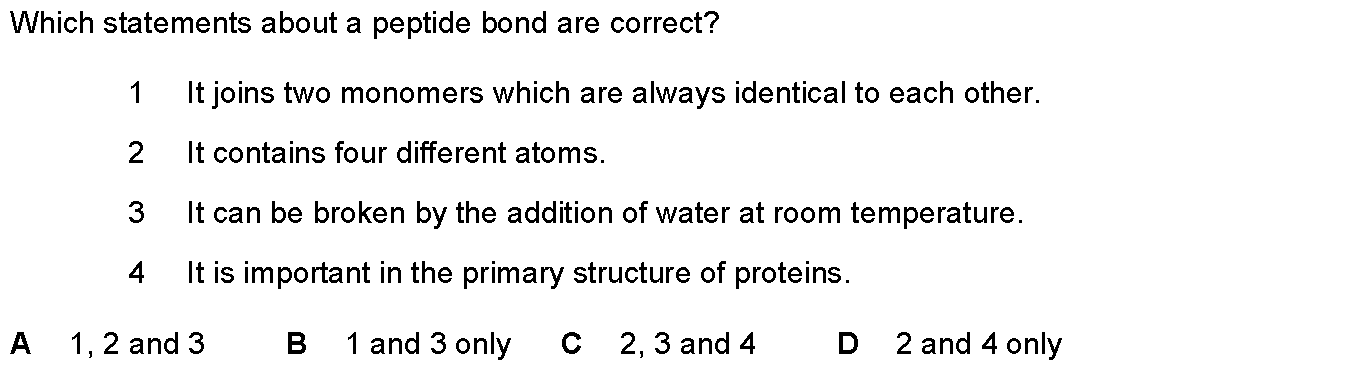 Which statements about a peptide bond are correct?
1 It joins two monomers which are always identical to each other.
2 It contains four different atoms.
3 It can be broken by the addition of water at room temperature.
4 It is important in the primary structure of proteins.
A 1, 2 and 3 B 1 and 3 only C 2, 3 and 4 D 2 and 4 only